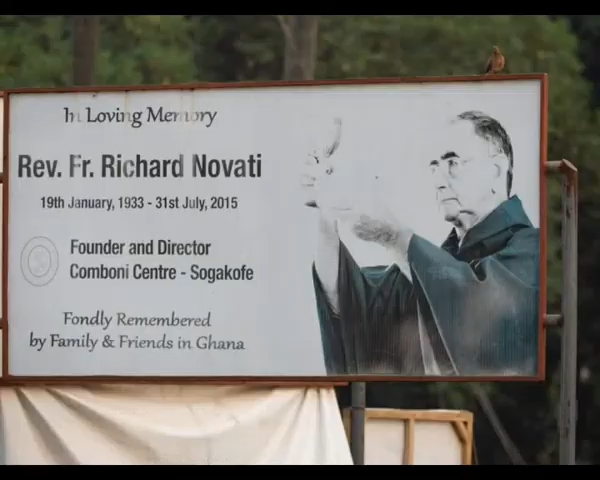 In Loving Memory
Rev. Fr. Richard Novati
19th January, 1933 - 31st July, 2015
Founder and Director
Comboni Centre - Sogakofe
Fondly Remembered
by Family & Friends in Ghana